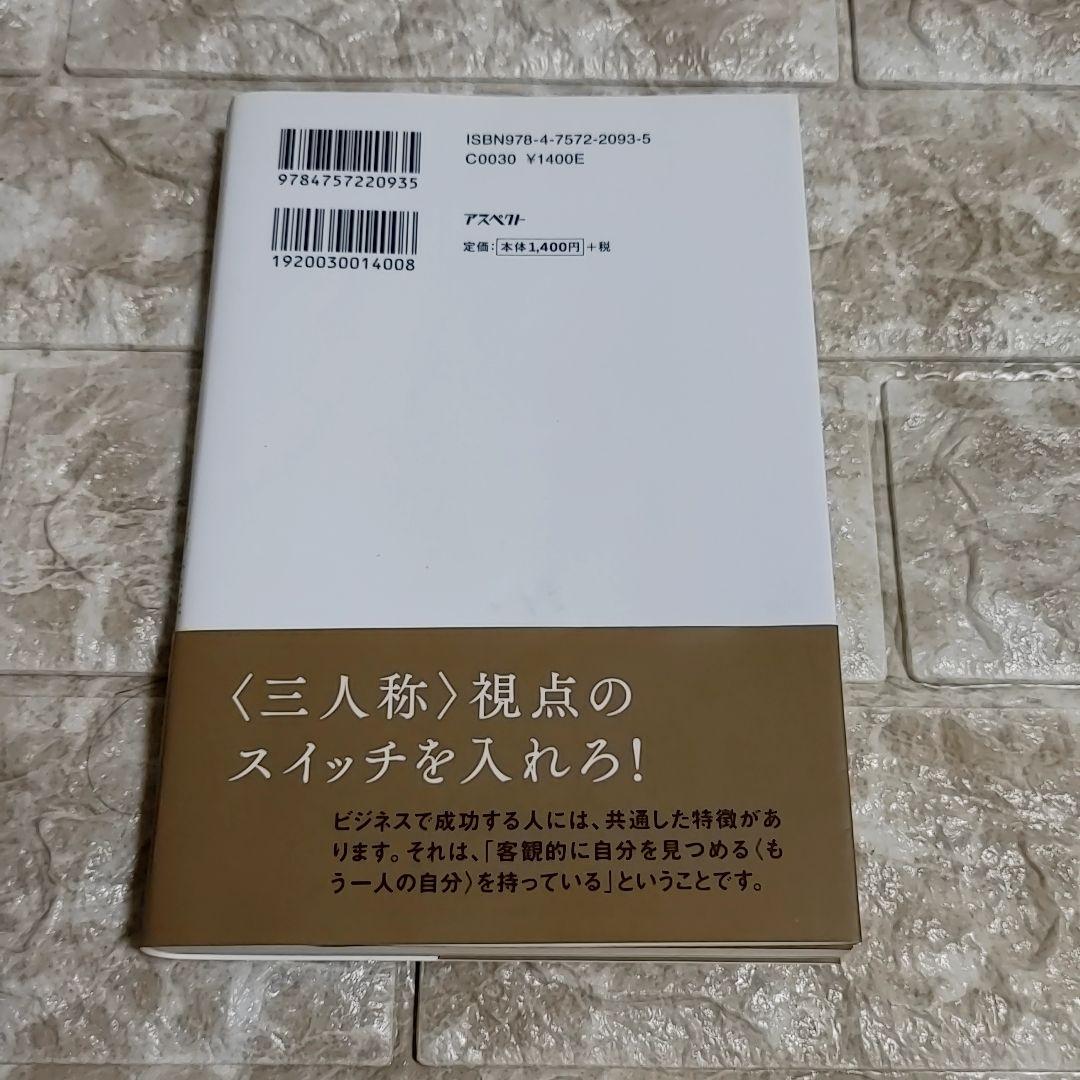 9784757220935
ISBN978-4-7572-2093-5
C0030 ¥1400E
1920030014008
アスペクト
定価：本体1,400円＋税
〈三人称〉視点の
スイッチを入れろ！
ビジネスで成功する人には、共通した特徴があ
ります。それは、「客観的に自分を見つめる〈も
う一人の自分〉を持っている」ということです。